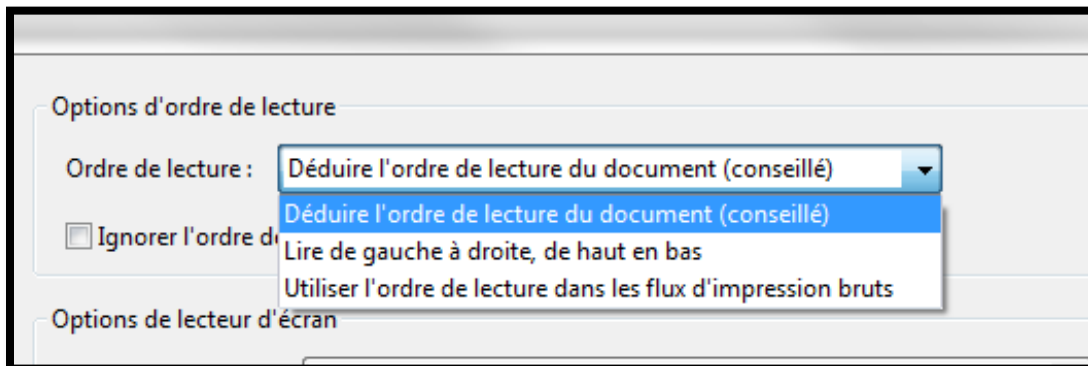 Options d'ordre de lecture
Ordre de lecture : Déduire l'ordre de lecture du document (conseillé)
Déduire l'ordre de lecture du document (conseillé)
Ignorer l'ordre
Lire de gauche à droite, de haut en bas
Utiliser l'ordre de lecture dans les flux d'impression bruts
Options de lecteur d'écran